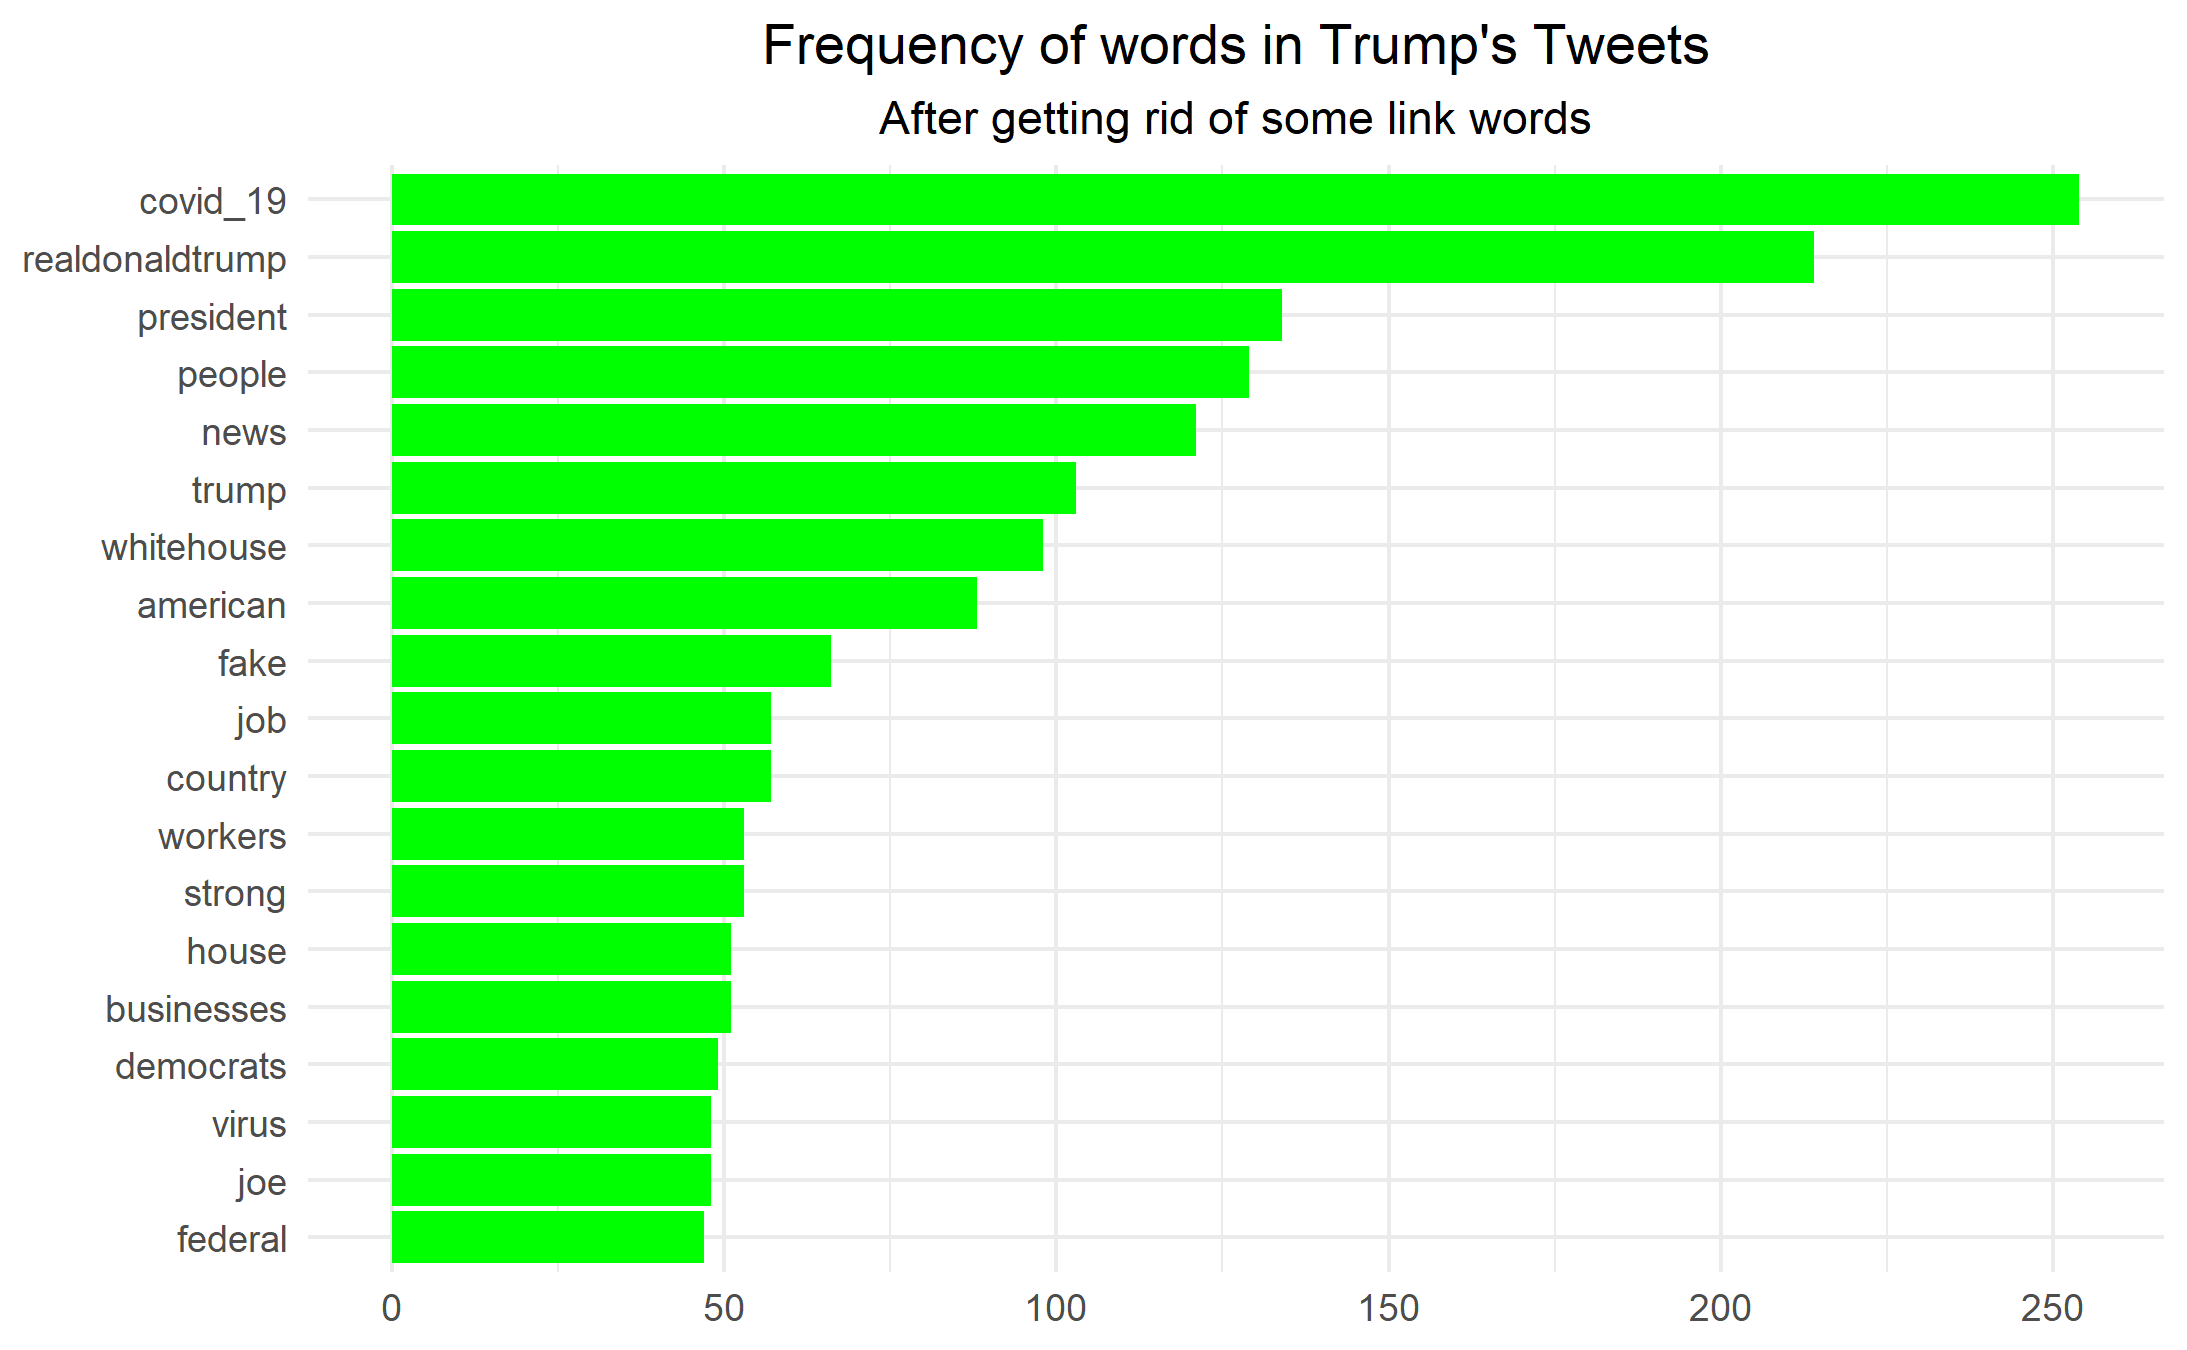 Frequency of words in Trump's Tweets
After getting rid of some link words
covid_19
realdonaldtrump
president
people
news
trump
whitehouse
american
fake
job
country
workers
strong
house
businesses
democrats
virus
joe
federal
0 50 100 150 200 250